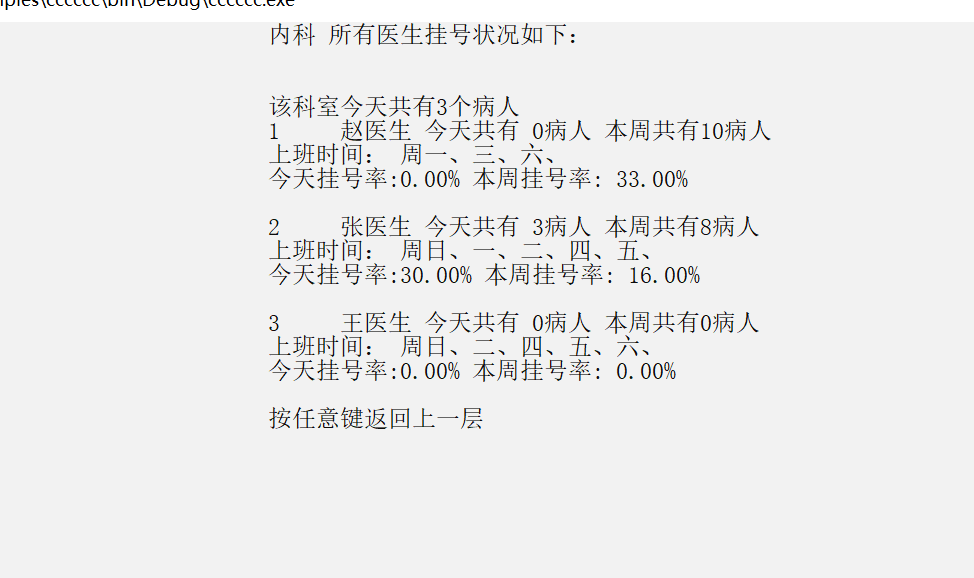 iples\cccccc\bin\Debug\cccccc.exe
内科 所有医生挂号状况如下:
该科室今天共有3个病人
1 赵医生 今天共有 0病人 本周共有10病人
上班时间： 周一、三、六、
今天挂号率:0.00% 本周挂号率: 33.00%
2 张医生 今天共有 3病人 本周共有8病人
上班时间： 周日、一、二、四、五、
今天挂号率:30.00% 本周挂号率: 16.00%
3 王医生 今天共有 0病人 本周共有0病人
上班时间： 周日、二、四、五、六、
今天挂号率:0.00% 本周挂号率: 0.00%
按任意键返回上一层